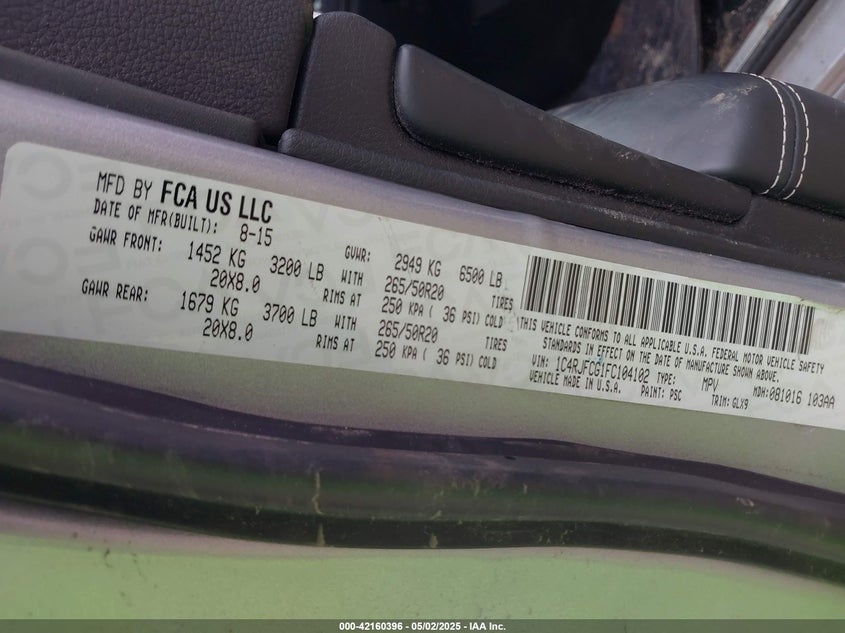 MFD BY FCA US LLC
DATE OF MFR(BUILT): 8-15
GVWR: 2949 KG 6500 LB
GAWR FRONT: 1452 KG 3200 LB WITH 265/50R20 TIRES
20X8.0 RIMS AT 250 KPA ( 36 PSI) COLD
GAWR REAR: 1679 KG 3700 LB WITH 265/50R20 TIRES
20X8.0 RIMS AT 250 KPA ( 36 PSI) COLD
THIS VEHICLE CONFORMS TO ALL APPLICABLE U.S.A. FEDERAL MOTOR VEHICLE SAFETY
STANDARDS IN EFFECT ON THE DATE OF MANUFACTURE SHOWN ABOVE.
VIN: 1C4RJFCG1FC104102 TYPE: MPV MDH:081016 103AA
VEHICLE MADE IN U.S.A. PAINT: PSC TRIM: GLX9
000-42160396 - 05/02/2025 - IAA Inc.